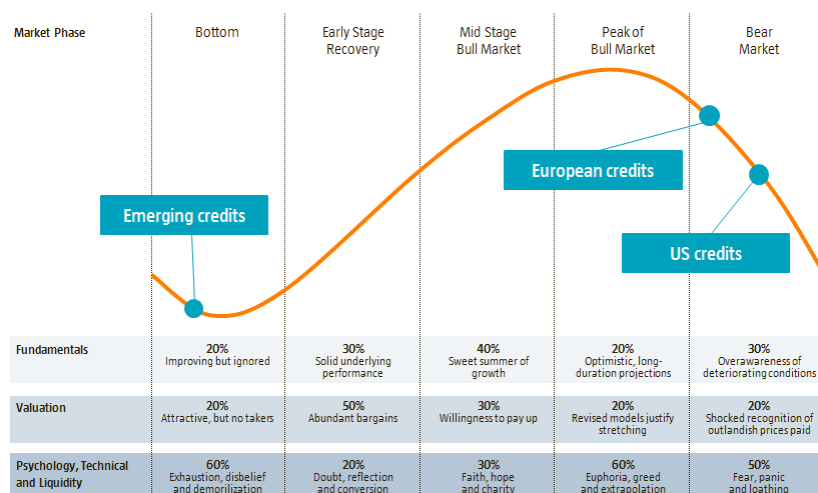 Market Phase
Bottom
Early Stage
Recovery
Mid Stage
Bull Market
Peak of
Bull Market
Bear
Market
European credits
Emerging credits
US credits
Fundamentals
20%
Improving but ignored
30%
Solid underlying
performance
40%
Sweet summer of
growth
20%
Optimistic, long-
duration projections
30%
Overawareness of
deteriorating conditions
Valuation
20%
Attractive, but no takers
50%
Abundant bargains
30%
Willingness to pay up
20%
Revised models justify
stretching
20%
Shocked recognition of
outlandish prices paid
Psychology, Technical
and Liquidity
60%
Exhaustion, disbelief
and demorilization
20%
Doubt, reflection
and conversion
30%
Faith, hope
and charity
60%
Euphoria, greed
and extrapolation
50%
Fear, panic
and loathing